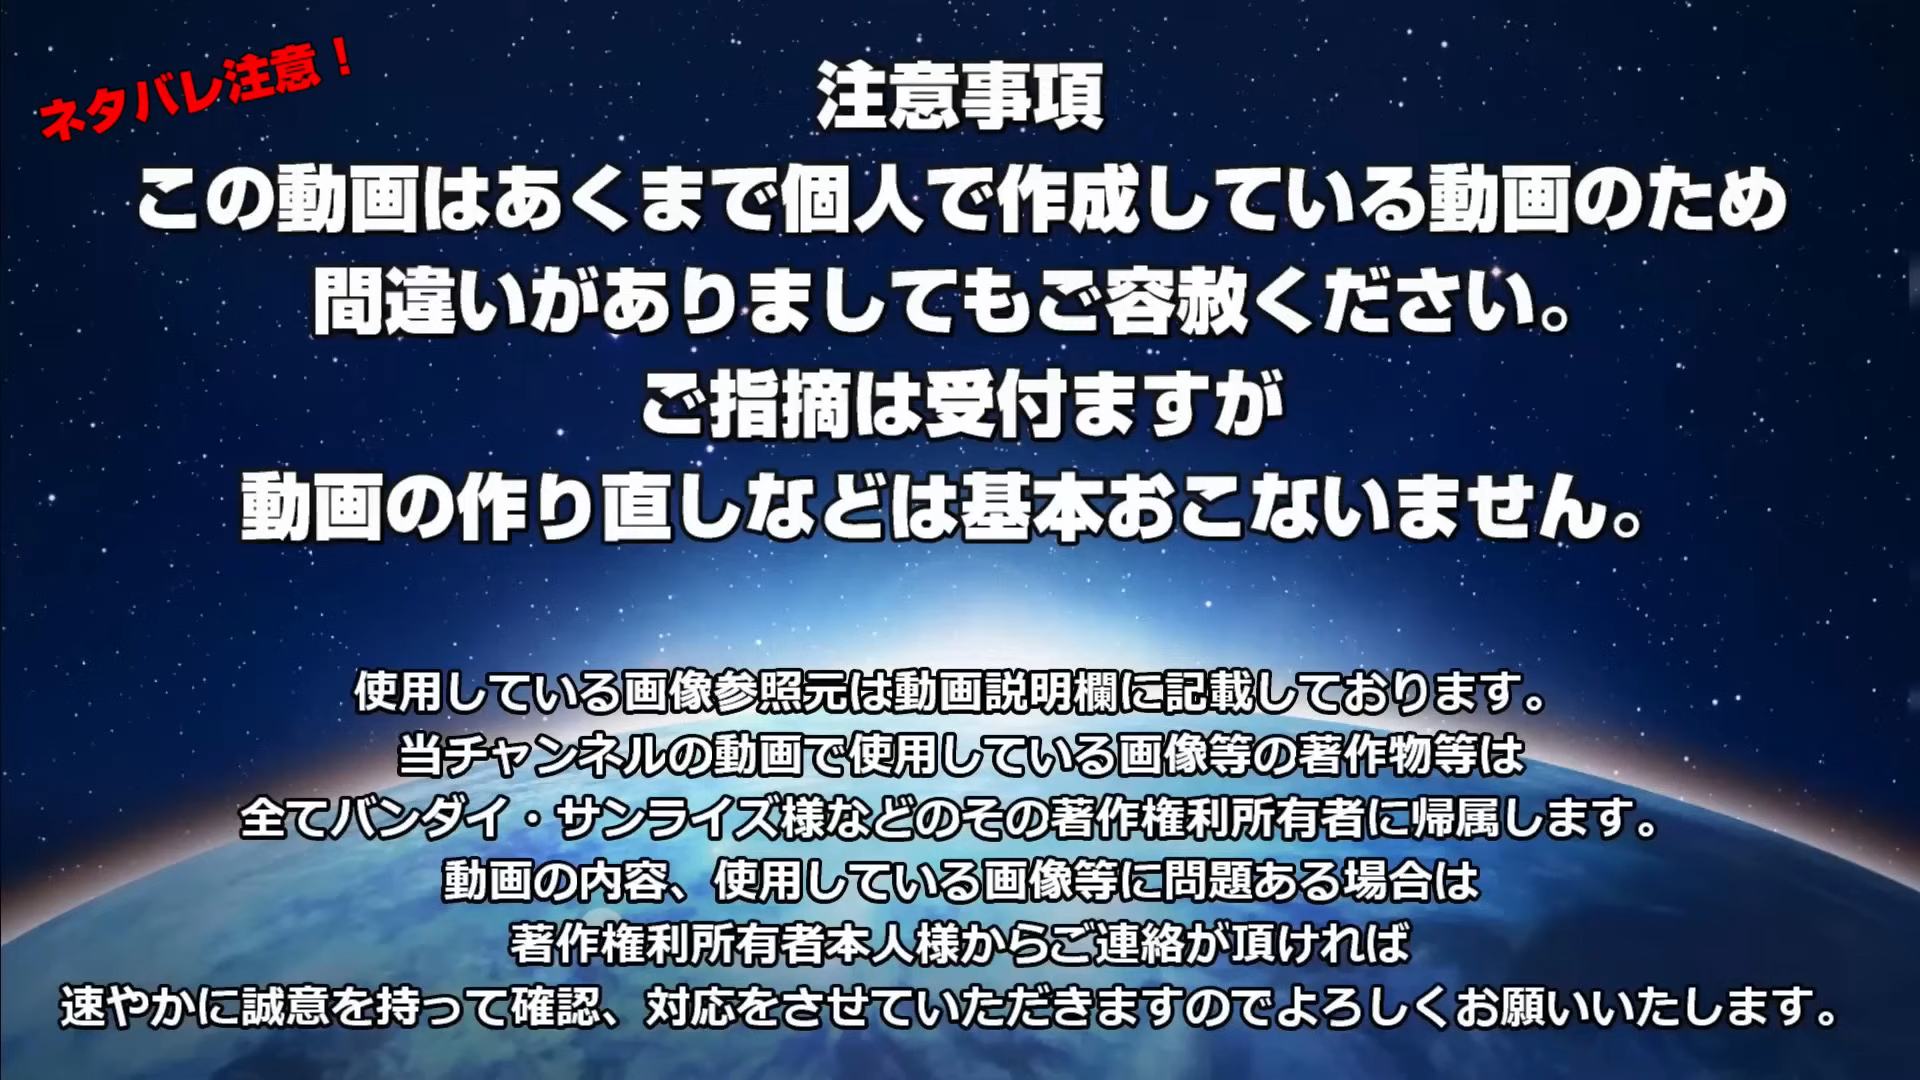 ネタバレ注意！
注意事項
この動画はあくまで個人で作成している動画のため
間違いがありましてもご容赦ください。
ご指摘は受付ますが
動画の作り直しなどは基本おこないません。
使用している画像参照元は動画説明欄に記載しております。
当チャンネルの動画で使用している画像等の著作物等は
全てバンダイ・サンライズ様などのその著作権利所有者に帰属します。
動画の内容、使用している画像等に問題ある場合は
著作権利所有者本人様からご連絡が頂ければ
速やかに誠意を持って確認、対応をさせていただきますのでよろしくお願いいたします。